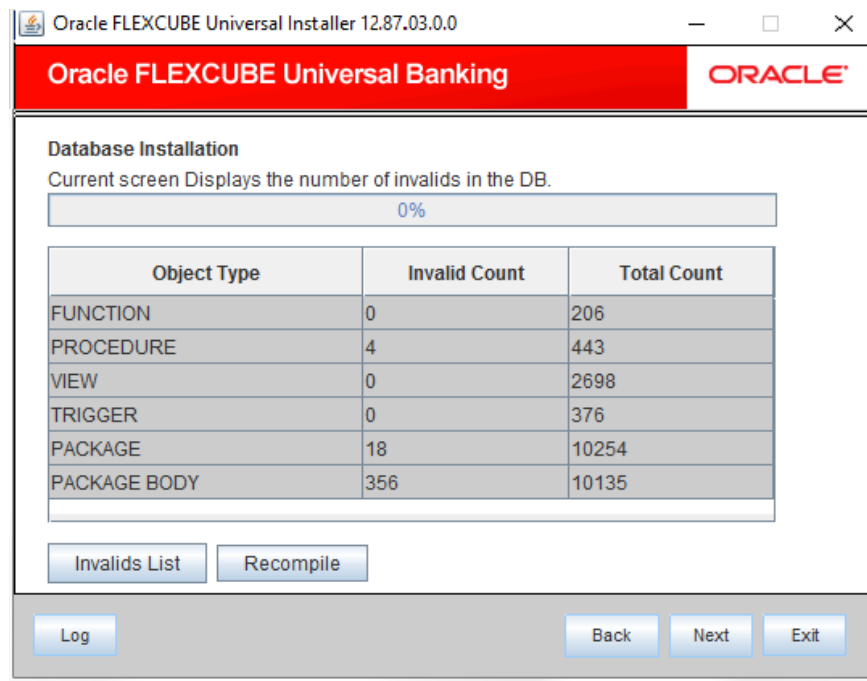 Oracle FLEXCUBE Universal Installer 12.87.03.0.0
Oracle FLEXCUBE Universal Banking ORACLE
Database Installation
Current screen Displays the number of invalids in the DB.
0%
Object Type Invalid Count Total Count
FUNCTION 0 206
PROCEDURE 4 443
VIEW 0 2698
TRIGGER 0 376
PACKAGE 18 10254
PACKAGE BODY 356 10135
Invalids List Recompile
Log Back Next Exit